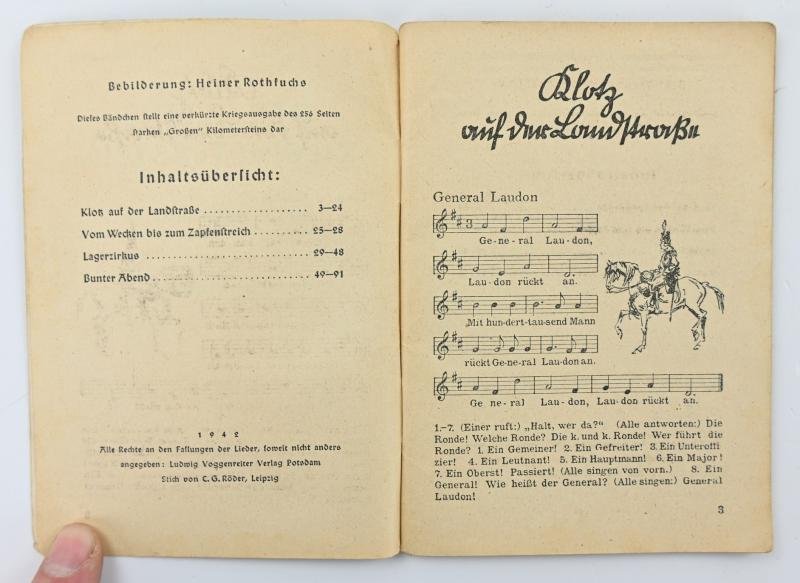 Bebilderung: Heiner Rothfuchs
Dieses Bändchen stellt eine verkürzte Kriegsausgabe des 256 Seiten
starken „Großen" Kilometersteins dar
Inhaltsübersicht:
Klotz auf der Landstraße . . . . . . . . . . . . . . . . . . . 3—24
Vom Wecken bis zum Zapfenstreich . . . . . . . . . . 25—28
Lagerzirkus . . . . . . . . . . . . . . . . . . . . . . . . . . . . 29—48
Bunter Abend . . . . . . . . . . . . . . . . . . . . . . . . . . 49—91
1942
Alle Rechte an den Fassungen der Lieder, soweit nicht anders
angegeben: Ludwig Voggenreiter Verlag Potsdam
Stich von C. G. Röder, Leipzig
Klotz
auf der Landstraße
General Laudon
3
Ge-ne-ral Lau-don,
Lau-don rückt an.
„Mit hun-dert-tau-send Mann
rückt Ge-ne-ral Lau-don an.
Ge-ne-ral Lau-don, Lau-don rückt an.
1.—7. (Einer ruft:) „Halt, wer da?" (Alle antworten:) Die
Ronde! Welche Ronde? Die k. und k. Ronde! Wer führt die
Ronde? 1. Ein Gemeiner! 2. Ein Gefreiter! 3. Ein Unteroffi
zier! 4. Ein Leutnant! 5. Ein Hauptmann! 6. Ein Major!
7. Ein Oberst! Passiert! (Alle singen von vorn.) 8. Ein
General! Wie heißt der General? (Alle singen:) General
Laudon!
3